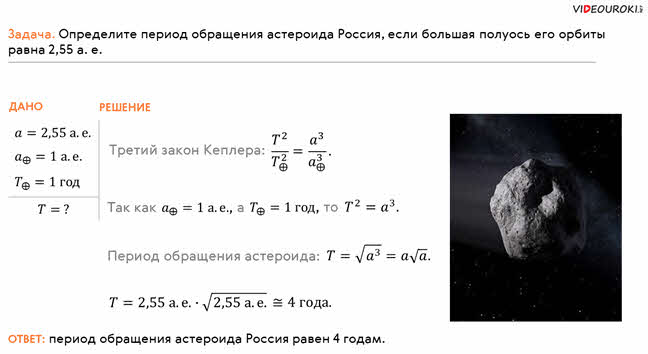 VIDEOUROKI
Задача. Определите период обращения астероида Россия, если большая полуось его орбиты
равна 2,55 а. е.
ДАНО
РЕШЕНИЕ
a = 2,55 а. е.
a⊕ = 1 а. е.
T⊕ = 1 год
T = ?
Третий закон Кеплера: T²/T⊕² = a³/a⊕³.
Так как a⊕ = 1 а. е., а T⊕ = 1 год, то T² = a³.
Период обращения астероида: T = √a³ = a√a.
T = 2,55 а. е. · √2,55 а. е. ≅ 4 года.
ОТВЕТ: период обращения астероида Россия равен 4 годам.